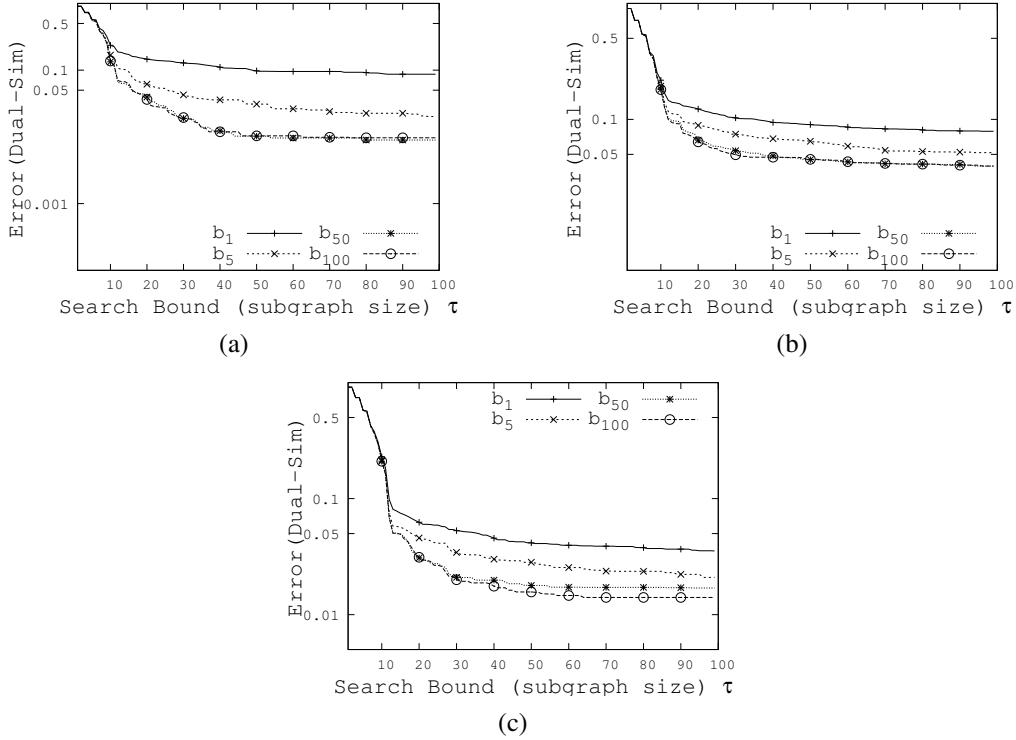 Error(Dual-Sim)
0.5
0.1
0.05
0.001
b1 b50
b5 b100
10 20 30 40 50 60 70 80 90 100
Search Bound (subgraph size) τ
(a)
Error(Dual-Sim)
0.5
0.1
0.05
b1 b50
b5 b100
10 20 30 40 50 60 70 80 90 100
Search Bound (subgraph size) τ
(b)
Error(Dual-Sim)
0.5
0.1
0.05
0.01
b1 b50
b5 b100
10 20 30 40 50 60 70 80 90 100
Search Bound (subgraph size) τ
(c)